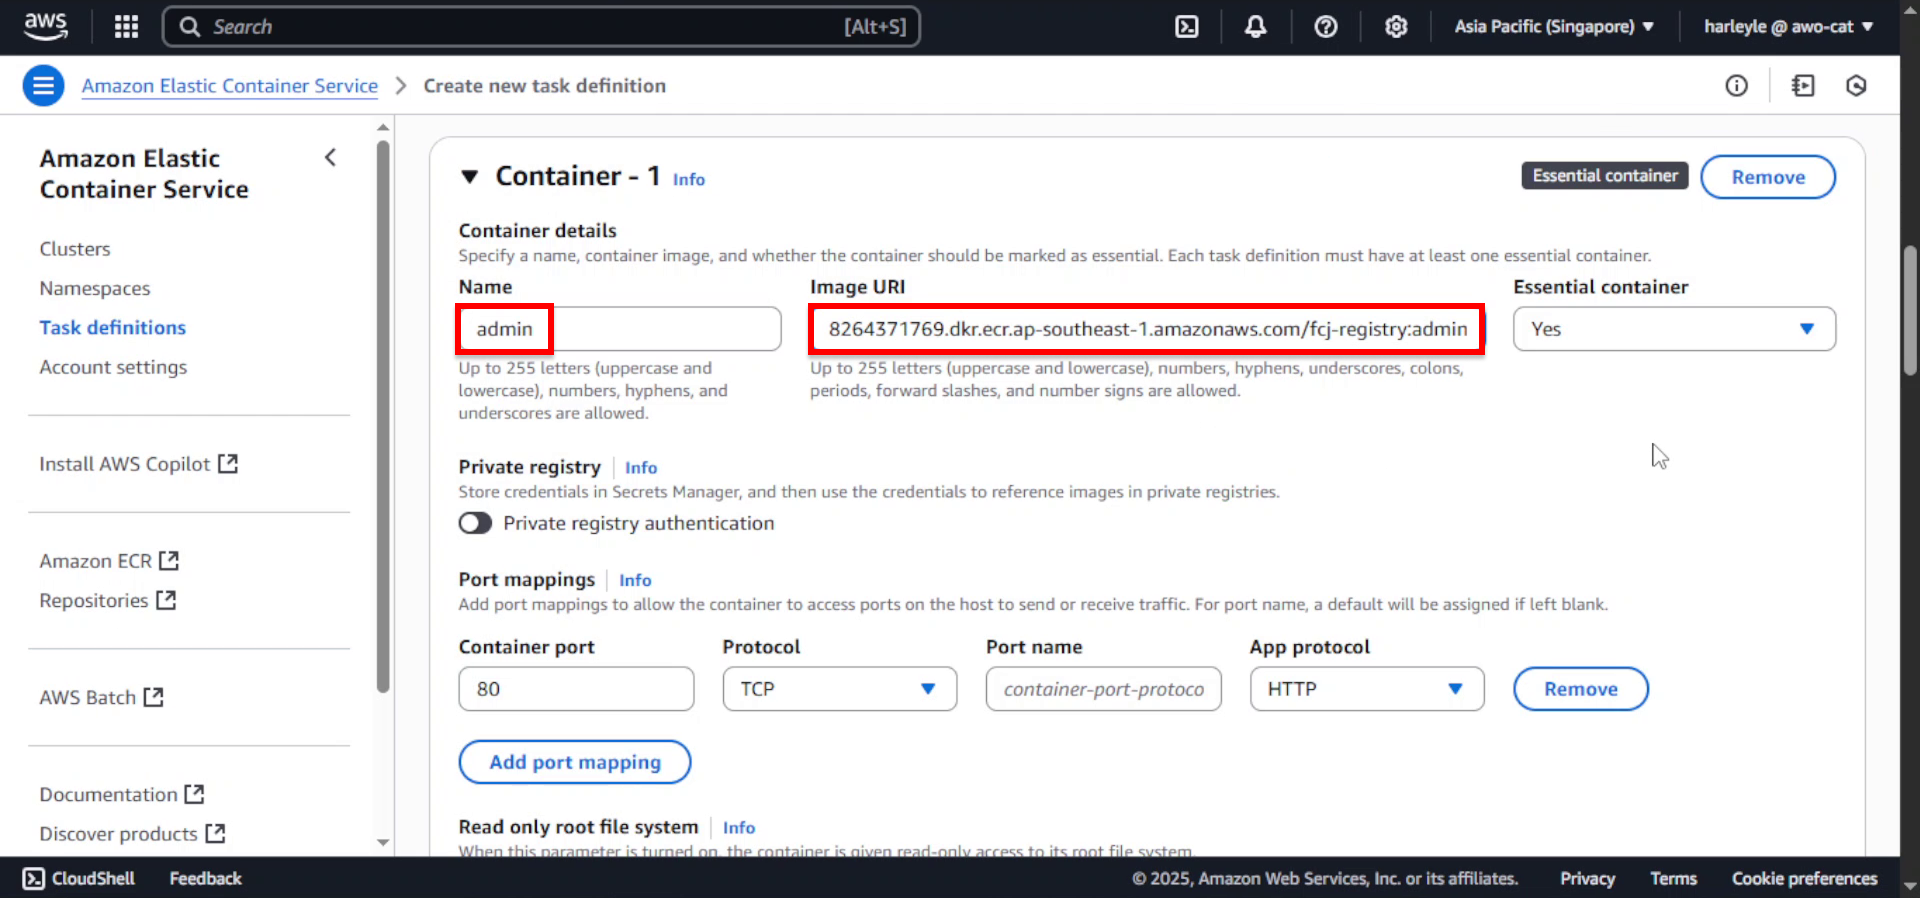 aws
Search
[Alt+S]
Asia Pacific (Singapore)
harleyle @ awo-cat
Amazon Elastic Container Service
Create new task definition
Amazon Elastic
Container Service
Clusters
Namespaces
Task definitions
Account settings
Install AWS Copilot
Amazon ECR
Repositories
AWS Batch
Documentation
Discover products
Container - 1 Info
Essential container
Remove
Container details
Specify a name, container image, and whether the container should be marked as essential. Each task definition must have at least one essential container.
Name
admin
Up to 255 letters (uppercase and
lowercase), numbers, hyphens, and
underscores are allowed.
Image URI
8264371769.dkr.ecr.ap-southeast-1.amazonaws.com/fcj-registry:admin
Up to 255 letters (uppercase and lowercase), numbers, hyphens, underscores, colons,
periods, forward slashes, and number signs are allowed.
Essential container
Yes
Private registry Info
Store credentials in Secrets Manager, and then use the credentials to reference images in private registries.
Private registry authentication
Port mappings Info
Add port mappings to allow the container to access ports on the host to send or receive traffic. For port name, a default will be assigned if left blank.
Container port
80
Protocol
TCP
Port name
container-port-protoco
App protocol
HTTP
Remove
Add port mapping
Read only root file system Info
When this parameter is turned on, the container is given read-only access to its root file system.
CloudShell
Feedback
© 2025, Amazon Web Services, Inc. or its affiliates.
Privacy
Terms
Cookie preferences